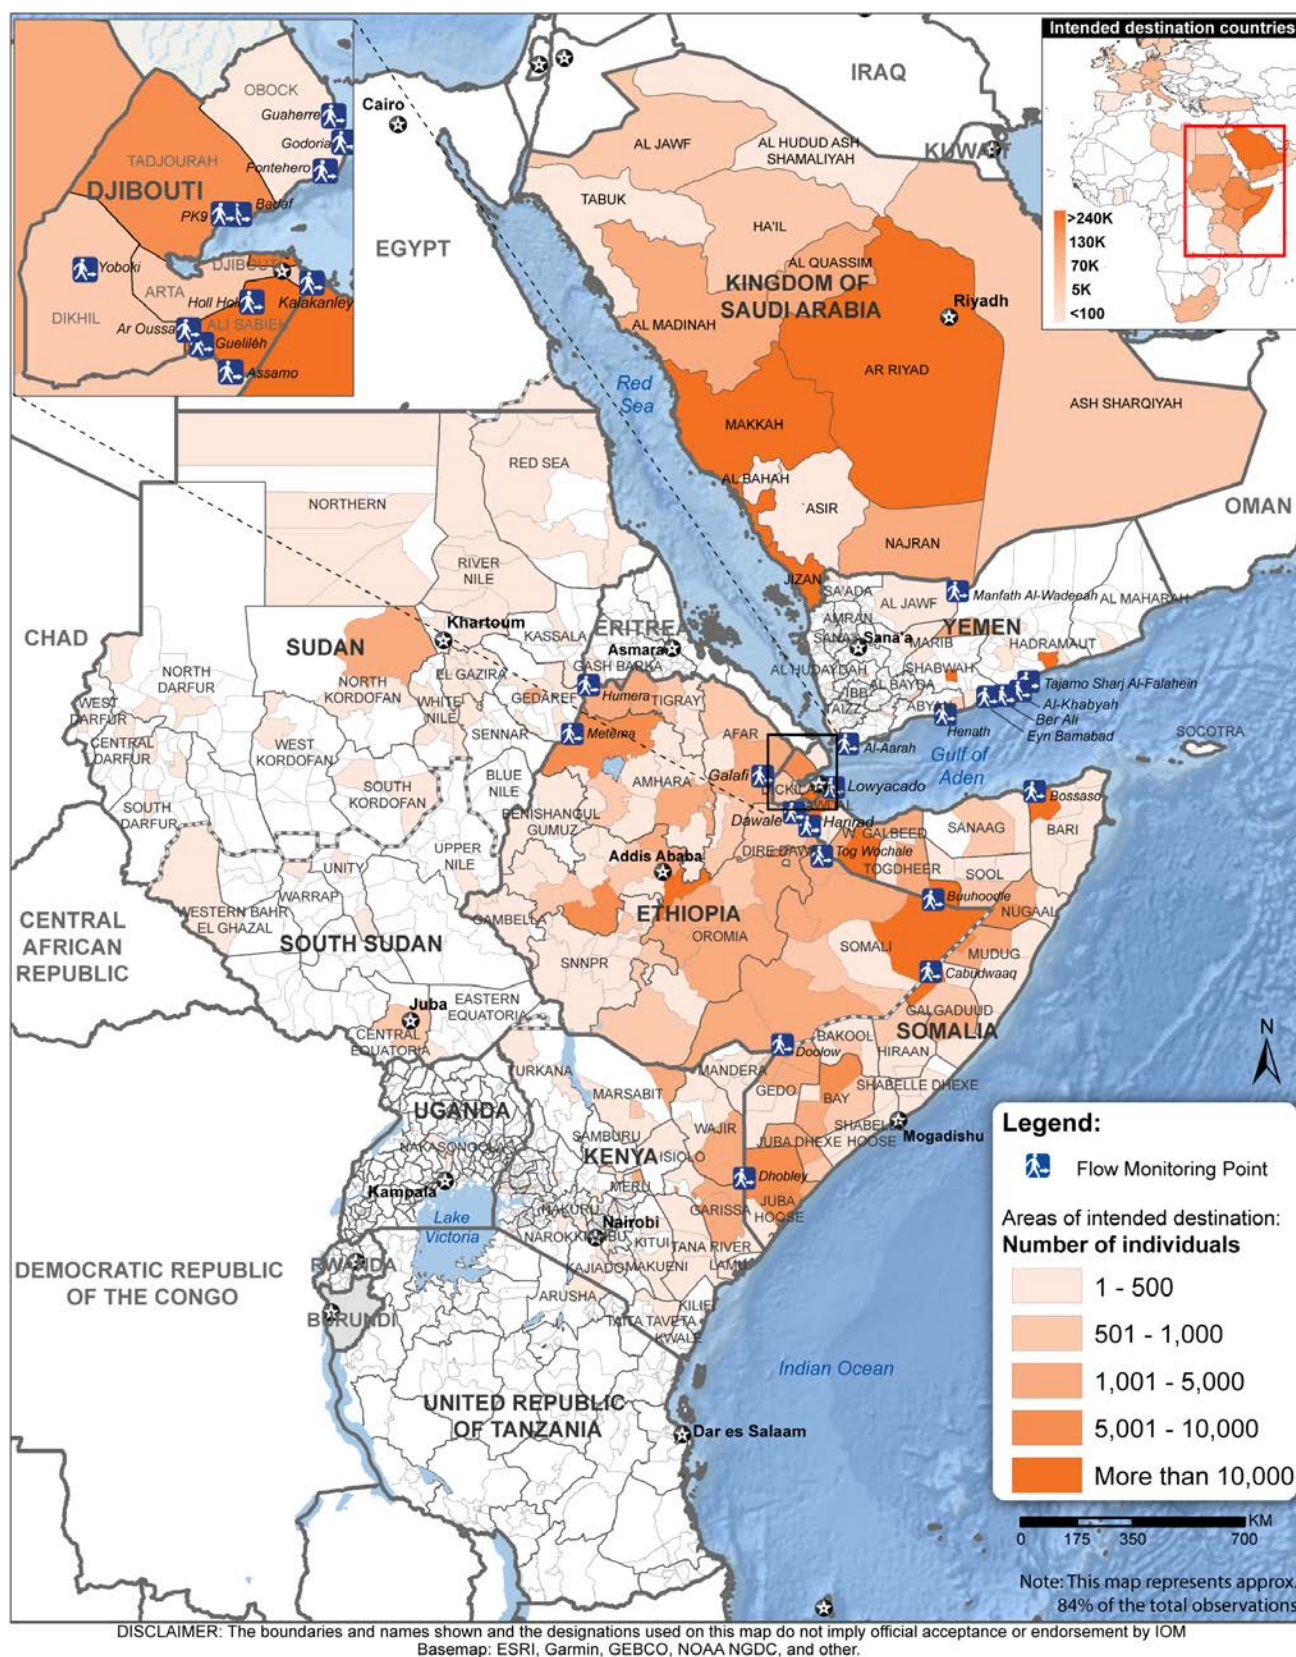 Intended destination countries
>240K
130K
70K
5K
<100
OBOCK
Guaherre
Godoria
Fontehero
TADJOURAH
DJIBOUTI
PK9
Badaf
Yoboki
DJIBOUTI
ARTA
Holl Holl
Kalakanley
DIKHIL
Ar Oussa
ALI SABIEH
Gueliléh
Assamo
Cairo
EGYPT
IRAQ
KUWAIT
AL JAWF
AL HUDUD ASH
SHAMALIYAH
TABUK
HA'IL
AL QUASSIM
KINGDOM OF
SAUDI ARABIA
Riyadh
AL MADINAH
AR RIYAD
ASH SHARQIYAH
Red
Sea
MAKKAH
AL BAHAH
ASIR
NAJRAN
JIZAN
OMAN
RED SEA
NORTHERN
RIVER
NILE
SA'ADA
AL JAWF
Manfath Al-Wadeeah
AL MAHARAH
AMRAN
YEMEN
CHAD
SUDAN
Khartoum
KASSALA
ERITREA
Asmara
SANA'A
Sana'a
MARIB
HADRAMAUT
NORTH
DARFUR
NORTH
KORDOFAN
EL GAZIRA
GASH BARKA
AL HUDAYDAH
SHABWAH
AL BAYDA
Tajamo Sharj Al-Falahein
WEST
DARFUR
WHITE
NILE
GEDAREF
Humera
TIGRAY
IBB
TAIZZ
ABYAN
Al-Khabyah
Ber Ali
Henath
Eyn Bamabad
CENTRAL
DARFUR
WEST
KORDOFAN
SENNAR
Metema
AFAR
Al-Aarah
Gulf of
Aden
SOCOTRA
SOUTH
DARFUR
SOUTH
KORDOFAN
BLUE
NILE
AMHARA
Galafi
Lowyacado
Bossaso
BENISHANGUL
GUMUZ
Dawale
Hanrad
W. GALBEED
SANAAG
BARI
UPPER
NILE
UNITY
Addis Ababa
DIRE DAWA
Tog Wochale
TOGDHEER
SOOL
WARRAP
WESTERN BAHR
EL GHAZAL
GAMBELLA
ETHIOPIA
Buuhoodle
NUGAAL
CENTRAL
AFRICAN
REPUBLIC
SOUTH SUDAN
OROMIA
SOMALI
MUDUG
SNNPR
Cabudwaaq
Juba
EASTERN
EQUATORIA
CENTRAL
EQUATORIA
GALGADUUD
SOMALIA
BAKOOL
Doolow
HIRAAN
TURKANA
MANDERA
MARSABIT
GEDO
SHABELLE DHEXE
BAY
UGANDA
WAJIR
SHABELLE
HOOSE
Mogadishu
NAKASONGOLA
SAMBURU
KENYA
ISIOLO
JUBA DHEXE
MERU
Dhobley
Kampala
NAKURU
GARISSA
JUBA
HOOSE
Lake
Victoria
Nairobi
NAROK
KIAMBU
KITUI
TANA RIVER
RWANDA
KAJIADO
MAKUENI
LAMU
DEMOCRATIC REPUBLIC
OF THE CONGO
ARUSHA
KILIFI
BURUNDI
TAITA TAVETA
KWALE
Indian Ocean
UNITED REPUBLIC
OF TANZANIA
Dar es Salaam
N
Legend:
Flow Monitoring Point
Areas of intended destination:
Number of individuals
1 - 500
501 - 1,000
1,001 - 5,000
5,001 - 10,000
More than 10,000
KM
0 175 350 700
Note: This map represents approx.
84% of the total observations
DISCLAIMER: The boundaries and names shown and the designations used on this map do not imply official acceptance or endorsement by IOM
Basemap: ESRI, Garmin, GEBCO, NOAA NGDC, and other.